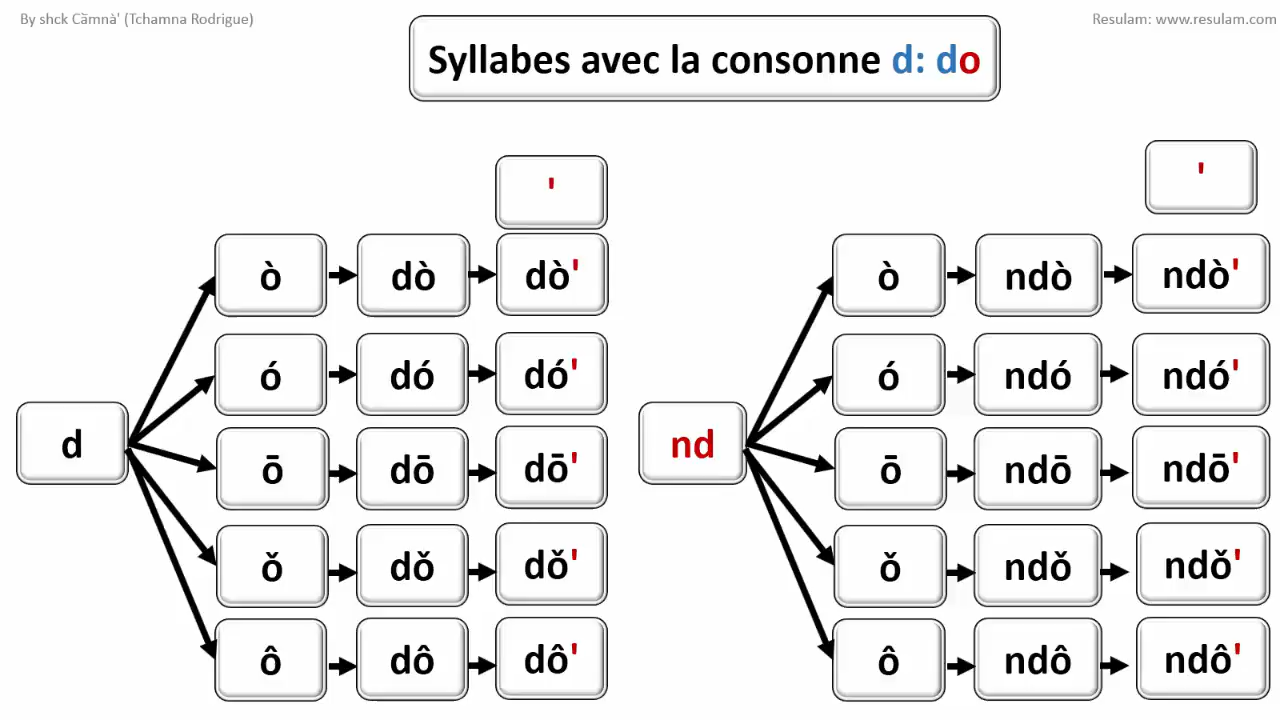 By shck Cǎmnà' (Tchamna Rodrigue)
Resulam: www.resulam.com
Syllabes avec la consonne d: do
' '
ò dò dò' ò ndò ndò'
ó dó dó' ó ndó ndó'
d nd
ō dō dō' ō ndō ndō'
ǒ dǒ dǒ' ǒ ndǒ ndǒ'
ô dô dô' ô ndô ndô'